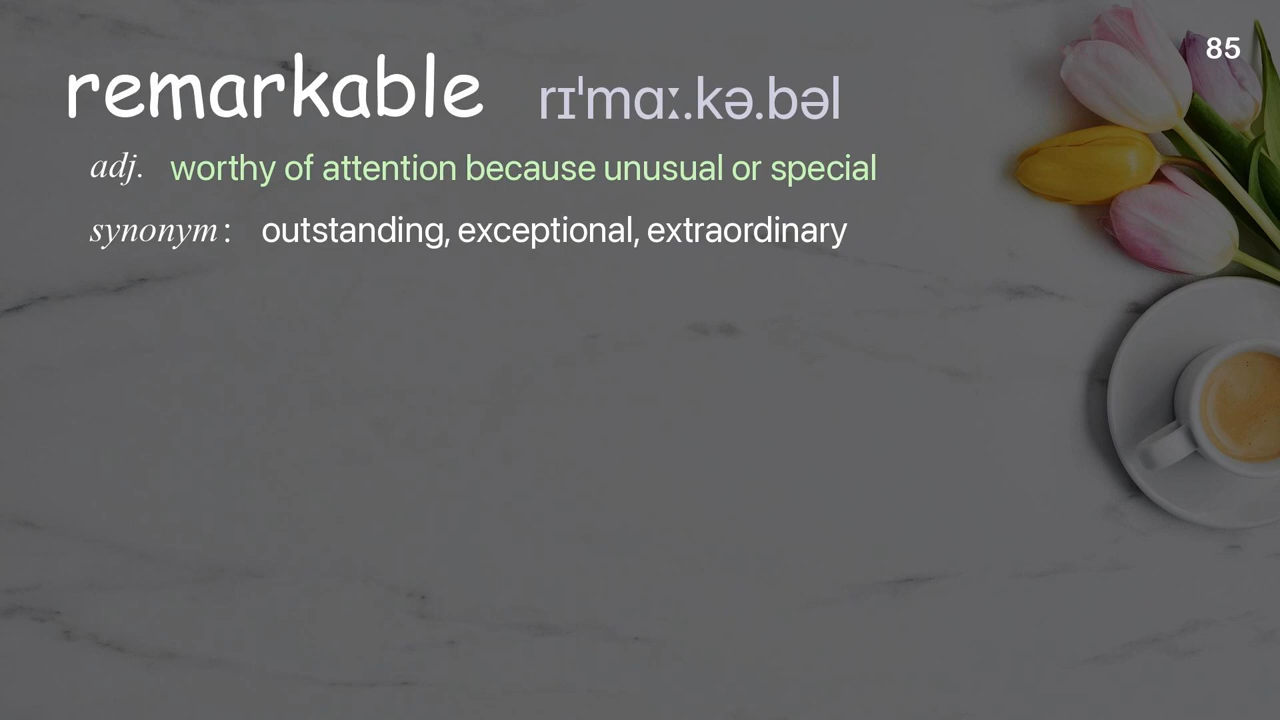 85
remarkable rɪˈmɑː.kə.bəl
adj. worthy of attention because unusual or special
synonym: outstanding, exceptional, extraordinary